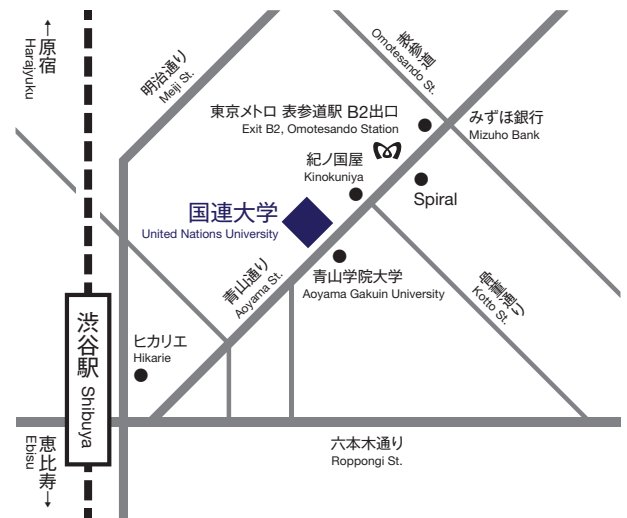 ←原宿
Harajyuku
明治通り
Meiji St.
表参道
Omotesando St.
東京メトロ 表参道駅 B2出口
Exit B2, Omotesando Station
みずほ銀行
Mizuho Bank
紀ノ国屋
Kinokuniya
Spiral
国連大学
United Nations University
青山通り
Aoyama St.
青山学院大学
Aoyama Gakuin University
骨董通り
Kotto St.
渋谷駅 Shibuya
ヒカリエ
Hikarie
六本木通り
Roppongi St.
恵比寿→
Ebisu